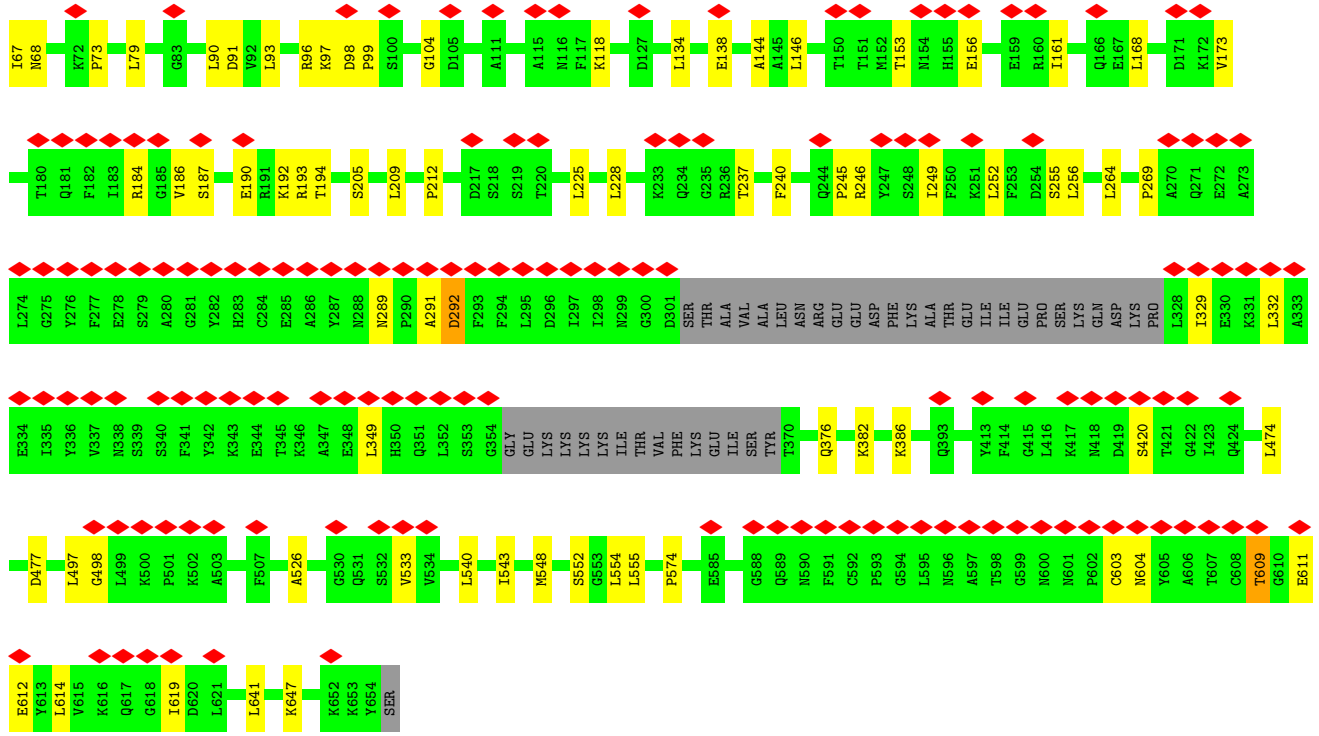 I67 N68 K72 P73 L79 G83 L90 D91 V92 L93 R96 K97 D98 P99 S100 G104 D105 A111 A115 N116 F117 K118 D127 L134 E138 A144 A145 L146 T150 T151 M152 T153 N154 H155 E156 E159 R160 I161 Q166 E167 L168 D171 K172 V173
T180 Q181 F182 I183 R184 G185 V186 S187 E190 R191 K192 R193 T194 S205 L209 P212 D217 S218 S219 T220 L225 L228 K233 Q234 G235 R236 T237 F240 Q244 P245 R246 Y247 S248 I249 F250 K251 L252 F253 D254 S255 L256 L264 P269 A270 Q271 E272 A273
L274 G275 Y276 F277 E278 S279 A280 G281 Y282 H283 C284 E285 A286 Y287 N288 N289 P290 A291 D292 F293 F294 L295 D296 I297 I298 N299 G300 D301 SER THR ALA VAL ALA LEU ASN ARG GLU GLU ASP PHE LYS ALA THR GLU ILE ILE GLU PRO SER LYS GLN ASP LYS PRO L328 I329 E330 K331 L332 A333
E334 I335 Y336 V337 N338 S339 S340 F341 Y342 K343 E344 T345 K346 A347 E348 L349 H350 Q351 L352 S353 G354 GLY GLU LYS LYS LYS LYS ILE THR VAL PHE LYS GLU ILE SER TYR T370 Q376 K382 K386 Q393 Y413 F414 G415 L416 K417 N418 D419 S420 T421 G422 I423 Q424 L474
D477 L497 G498 L499 K500 P501 K502 A503 F507 A526 G530 Q531 S532 V533 V534 L540 I543 M548 S552 G553 L554 L555 P574 E585 G588 Q589 N590 F591 C592 P593 G594 L595 N596 A597 T598 G599 N600 N601 P602 C603 N604 Y605 A606 T607 C608 T609 G610 E611
E612 Y613 L614 V615 K616 Q617 G618 I619 D620 L621 L641 K647 K652 K653 Y654 SER